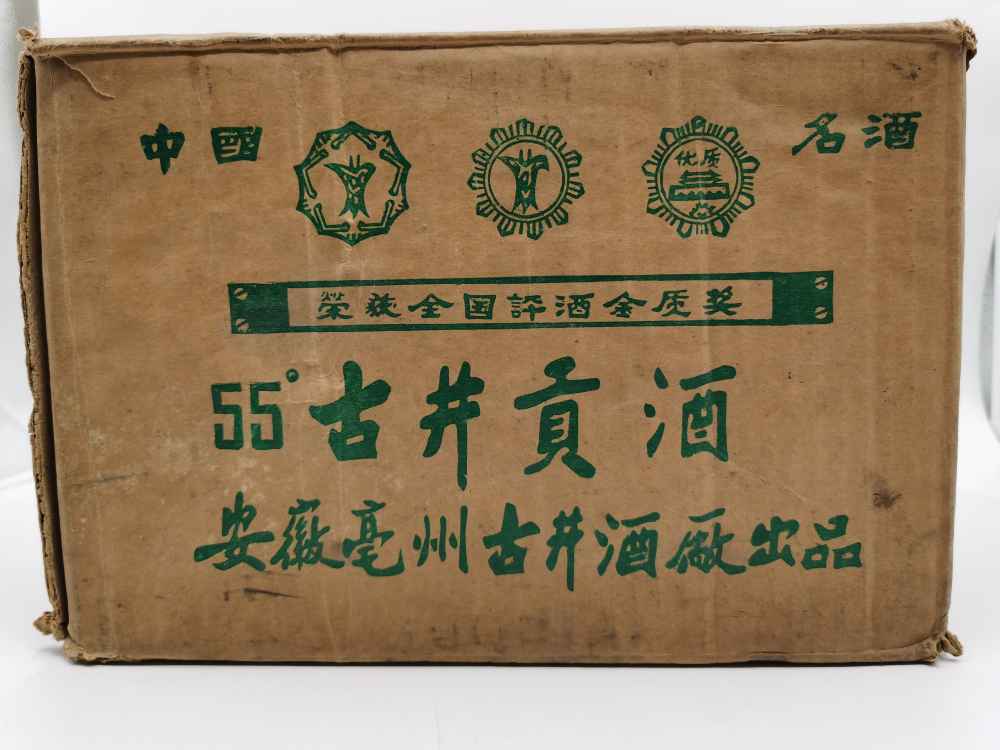 中國 优质 名酒
荣获全国評酒金质奖
55°古井贡酒
安徽亳州古井酒廠出品